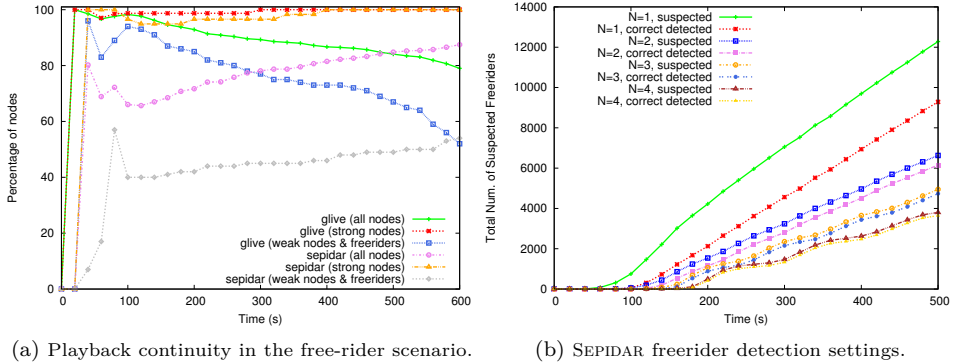 Percentage of nodes
100
80
60
40
20
0
glive (all nodes)
glive (strong nodes)
glive (weak nodes & freeriders)
sepidar (all nodes)
sepidar (strong nodes)
sepidar (weak nodes & freeriders)
0 100 200 300 400 500 600
Time (s)
(a) Playback continuity in the free-rider scenario.
Total Num. of Suspected Freeriders
14000
12000
10000
8000
6000
4000
2000
0
N=1, suspected
N=1, correct detected
N=2, suspected
N=2, correct detected
N=3, suspected
N=3, correct detected
N=4, suspected
N=4, correct detected
0 100 200 300 400 500
Time (s)
(b) SEPIDAR freerider detection settings.